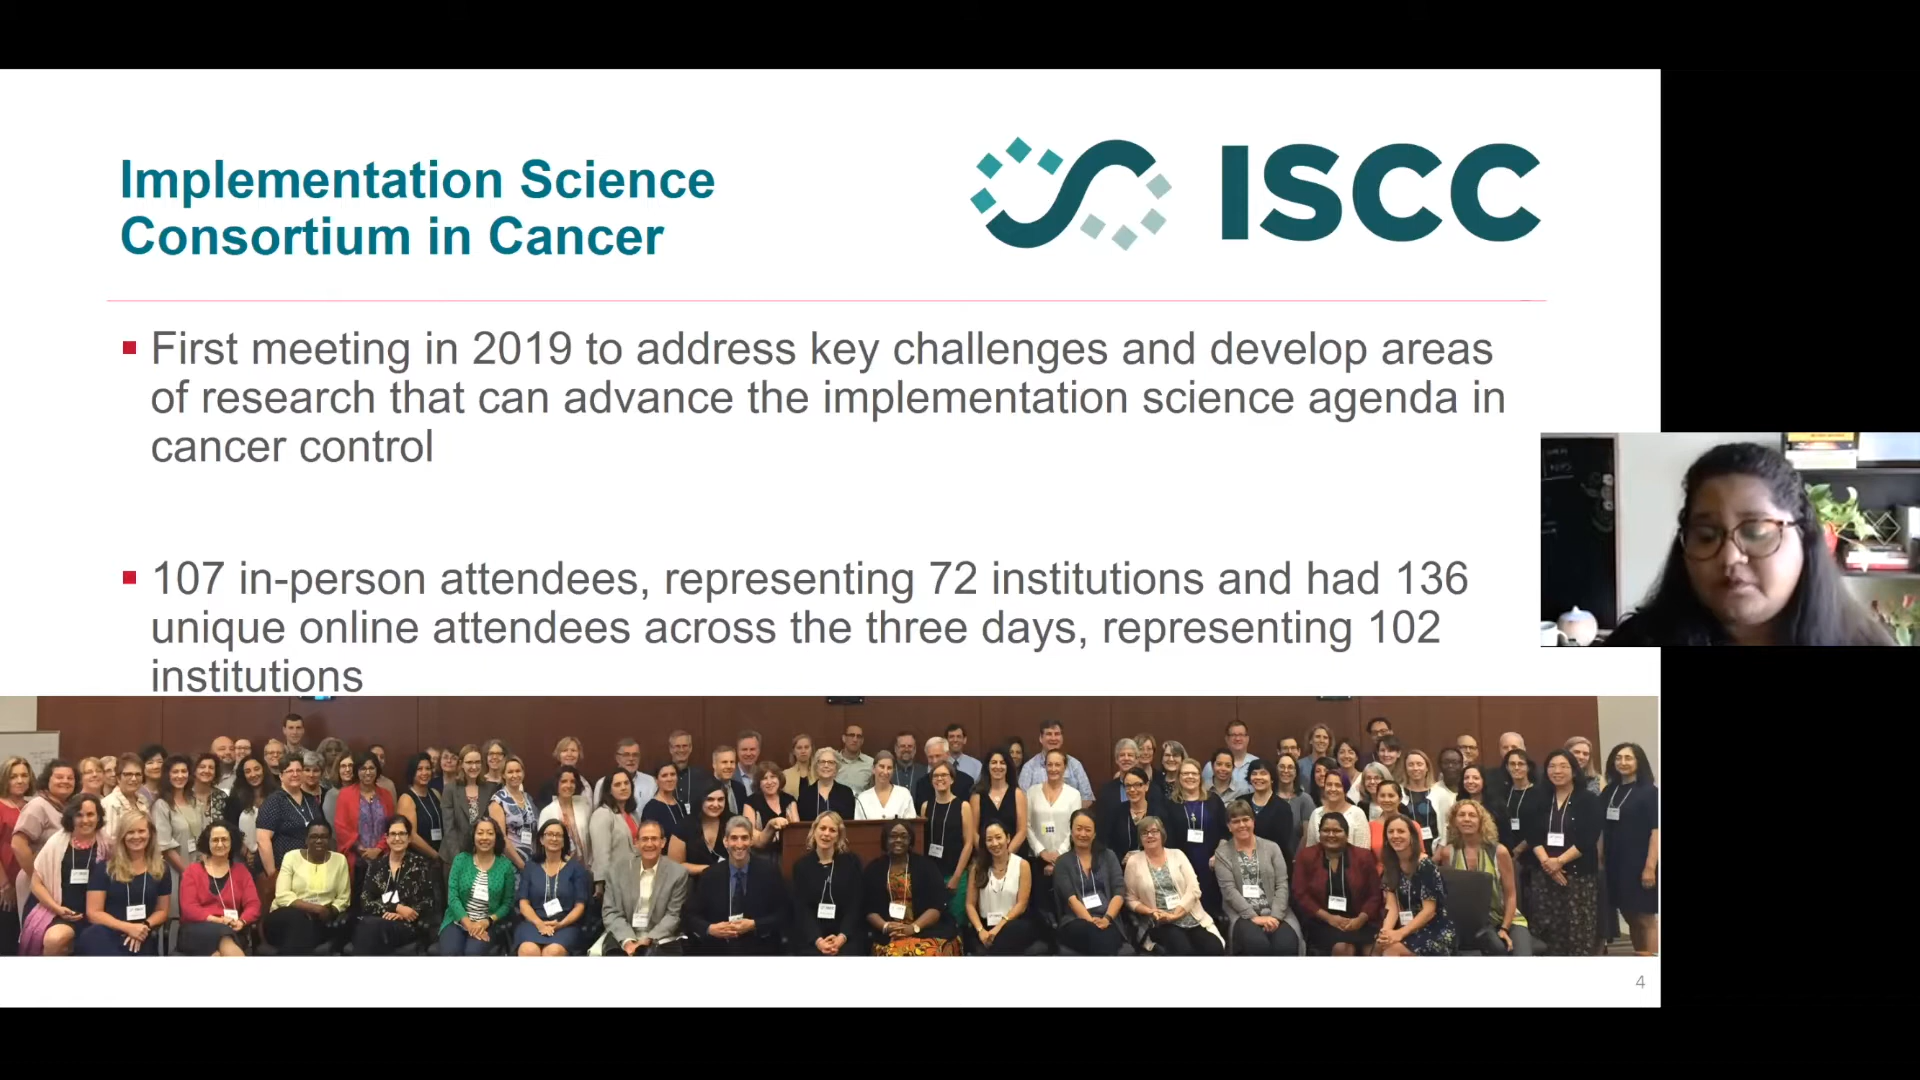 Implementation Science
Consortium in Cancer
ISCC
First meeting in 2019 to address key challenges and develop areas
of research that can advance the implementation science agenda in
cancer control
107 in-person attendees, representing 72 institutions and had 136
unique online attendees across the three days, representing 102
institutions
4